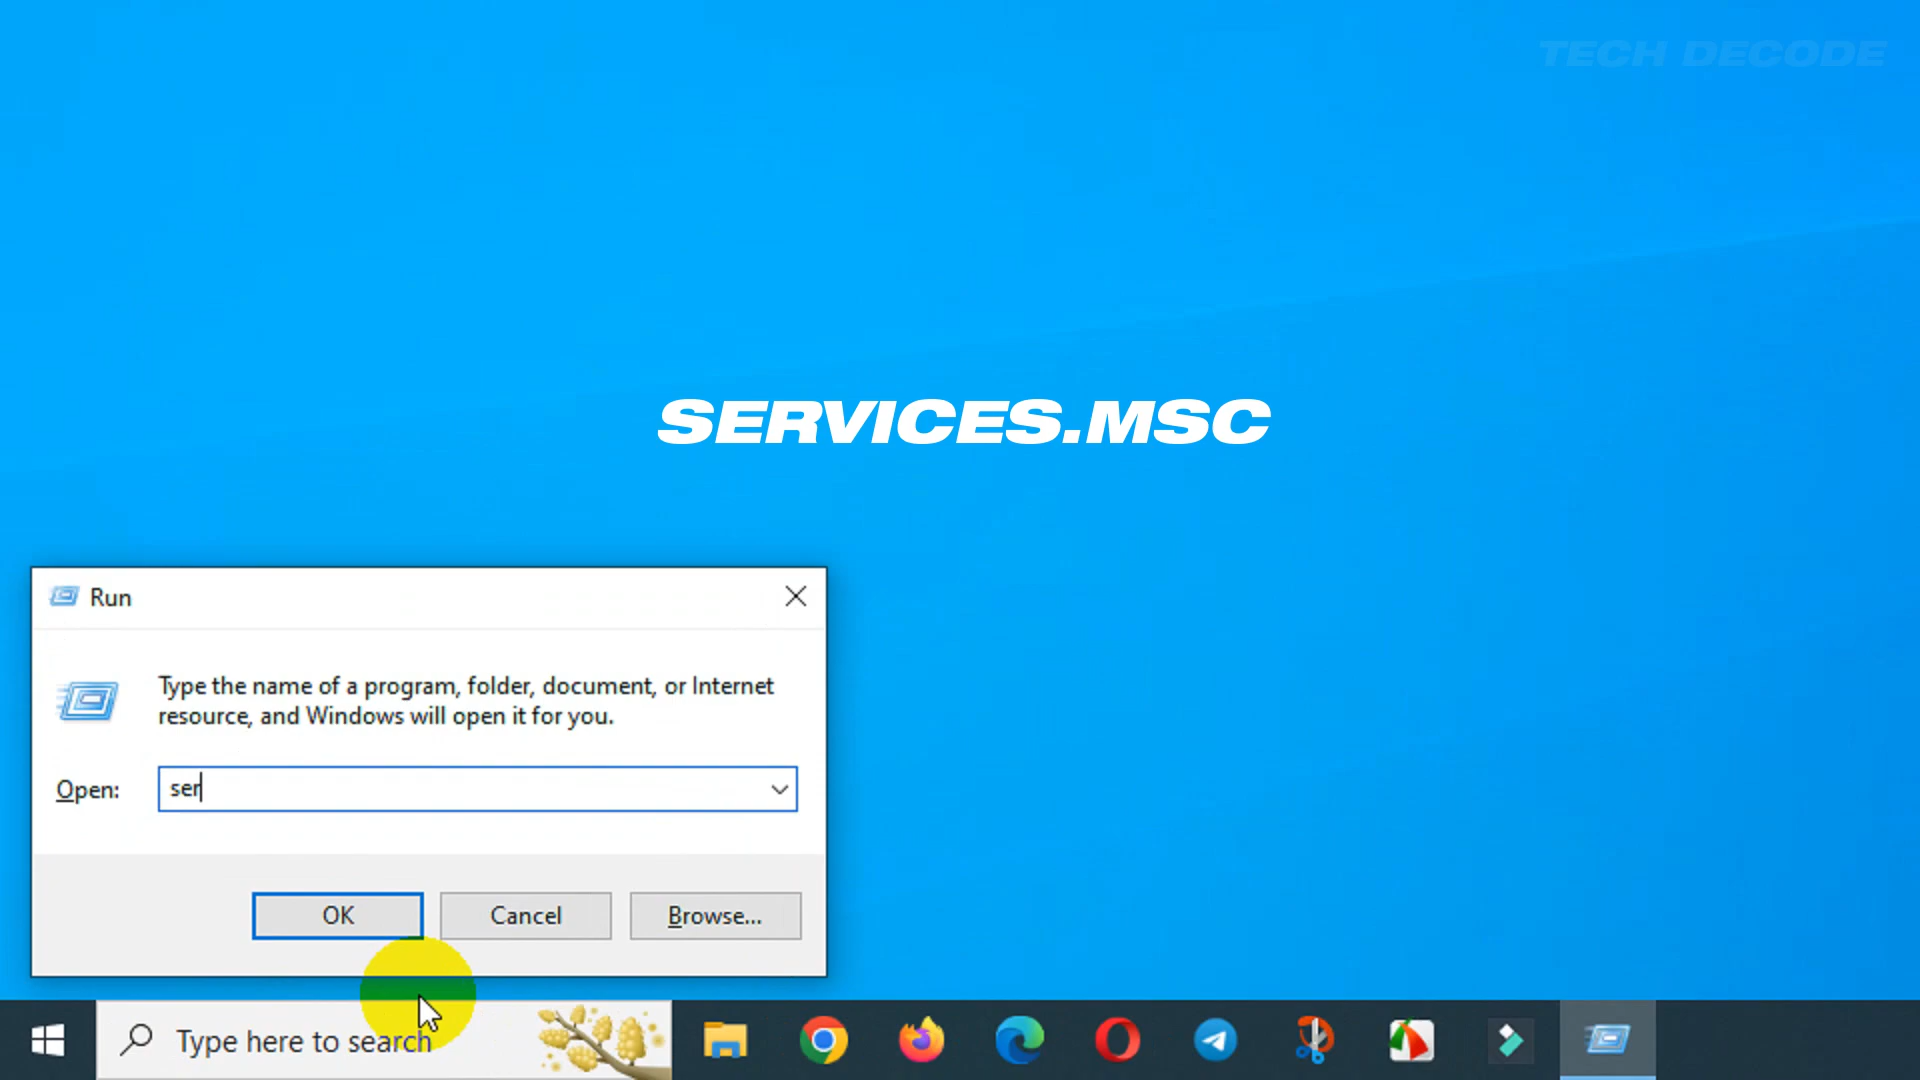 TECH DECODE
SERVICES.MSC
Run
Type the name of a program, folder, document, or Internet
resource, and Windows will open it for you.
Open:
ser
OK
Cancel
Browse...
Type here to search